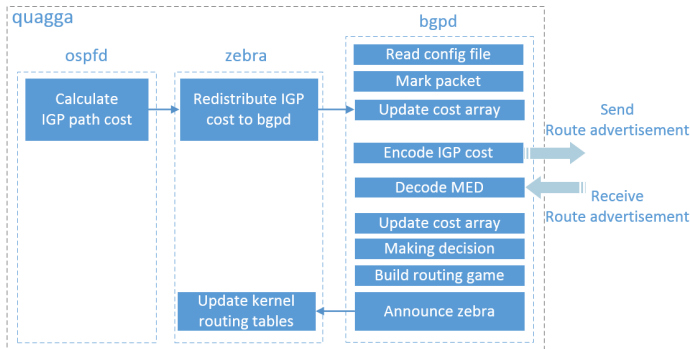 quagga
ospfd
zebra
bgpd
Read config file
Mark packet
Calculate
IGP path cost
Redistribute IGP
cost to bgpd
Update cost array
Send
Route advertisement
Encode IGP cost
Decode MED
Receive
Route advertisement
Update cost array
Making decision
Build routing game
Update kernel
routing tables
Announce zebra